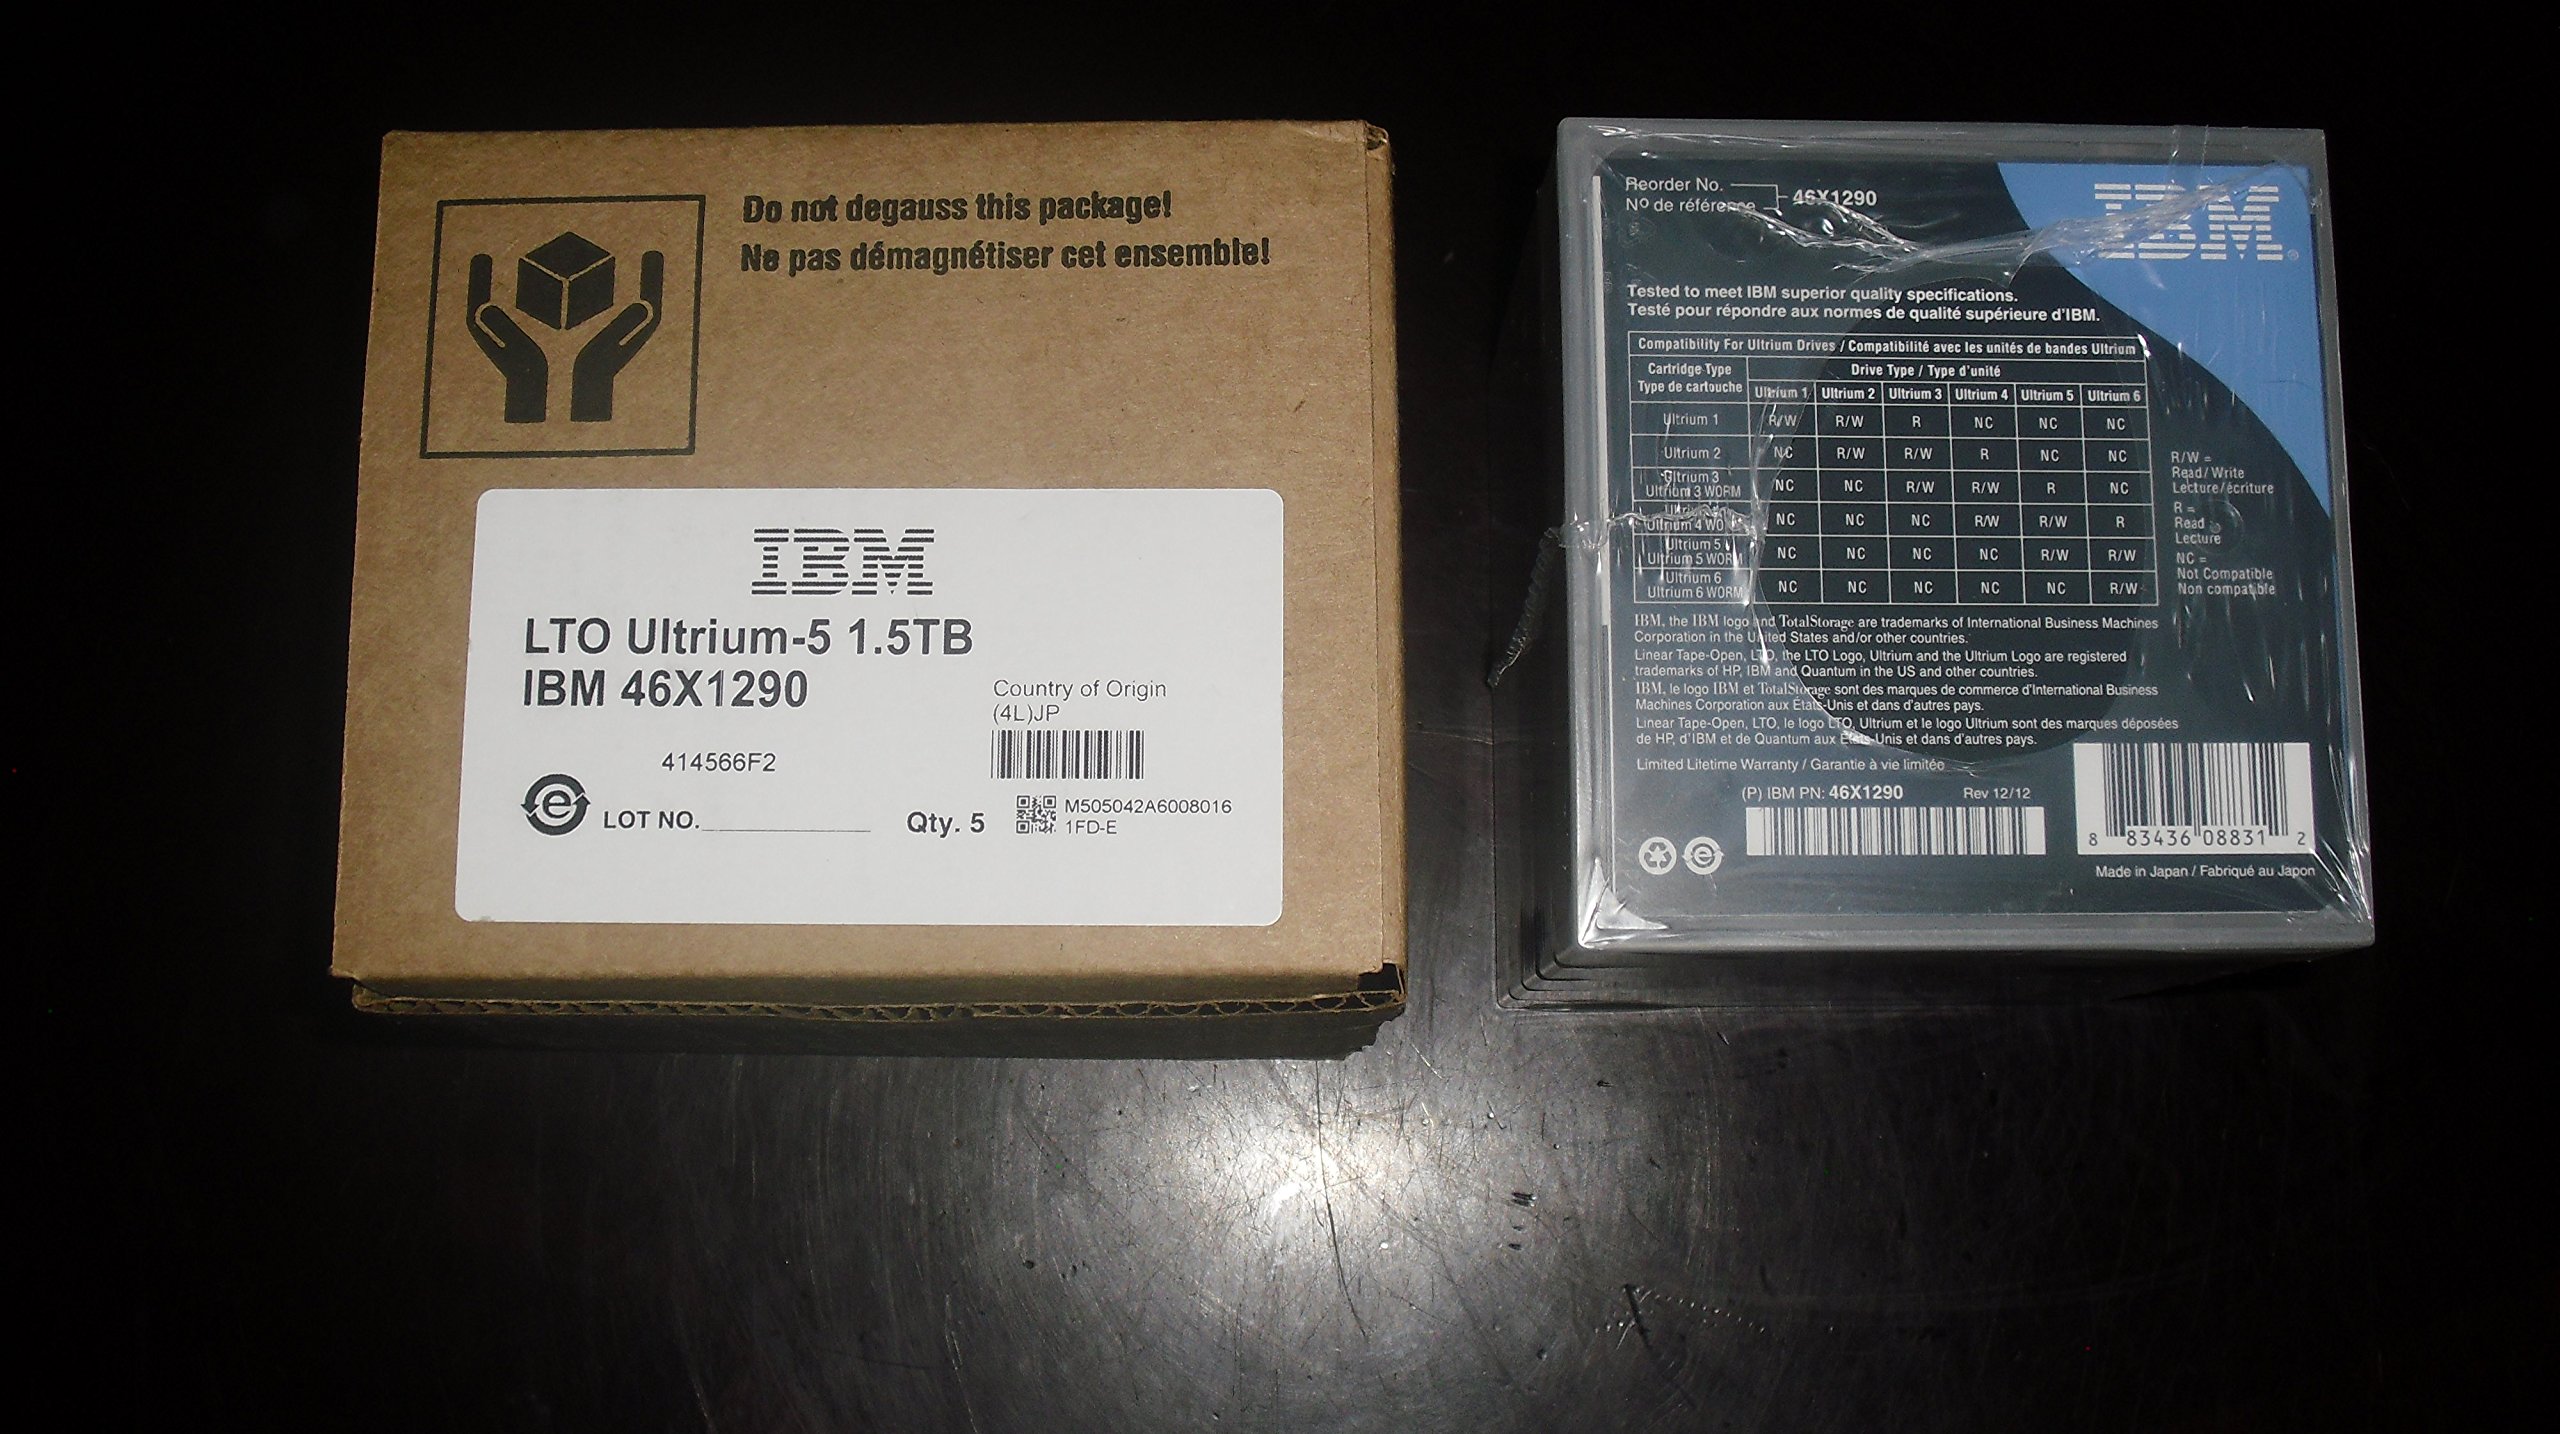 Do not degauss this package!
Ne pas démagnétiser cet ensemble!
IBM
LTO Ultrium-5 1.5TB
IBM 46X1290
Country of Origin
(4L)JP
414566F2
e
LOT NO.
Qty. 5
M505042A6008016
1FD-E
Reorder No.
Nº de référence
46X1290
IBM®
Tested to meet IBM superior quality specifications.
Testé pour répondre aux normes de qualité supérieure d'IBM.
Compatibility For Ultrium Drives / Compatibilité avec les unités de bandes Ultrium
Cartridge Type
Type de cartouche
Drive Type / Type d'unité
Ultrium 1 Ultrium 2 Ultrium 3 Ultrium 4 Ultrium 5 Ultrium 6
Ultrium 1 R/W R/W R NC NC NC
Ultrium 2 NC R/W R/W R NC NC
Ultrium 3
Ultrium 3 WORM NC NC R/W R/W R NC
Ultrium 4 NC NC NC R/W R/W R
Ultrium 5
Ultrium 5 WORM NC NC NC NC R/W R/W
Ultrium 6
Ultrium 6 WORM NC NC NC NC NC R/W
R/W =
Read/Write
Lecture/écriture
R =
Read
Lecture
NC =
Not Compatible
Non compatible
IBM, the IBM logo and TotalStorage are trademarks of International Business Machines
Corporation in the United States and/or other countries.
Linear Tape-Open, LTO, the LTO Logo, Ultrium and the Ultrium Logo are registered
trademarks of HP, IBM and Quantum in the US and other countries.
IBM, le logo IBM et TotalStorage sont des marques de commerce d'International Business
Machines Corporation aux États-Unis et dans d'autres pays.
Linear Tape-Open, LTO, le logo LTO, Ultrium et le logo Ultrium sont des marques déposées
de HP, d'IBM et de Quantum aux États-Unis et dans d'autres pays.
Limited Lifetime Warranty / Garantie à vie limitée
(P) IBM PN: 46X1290 Rev 12/12
e
8 83436 08831 2
Made in Japan / Fabriqué au Japon